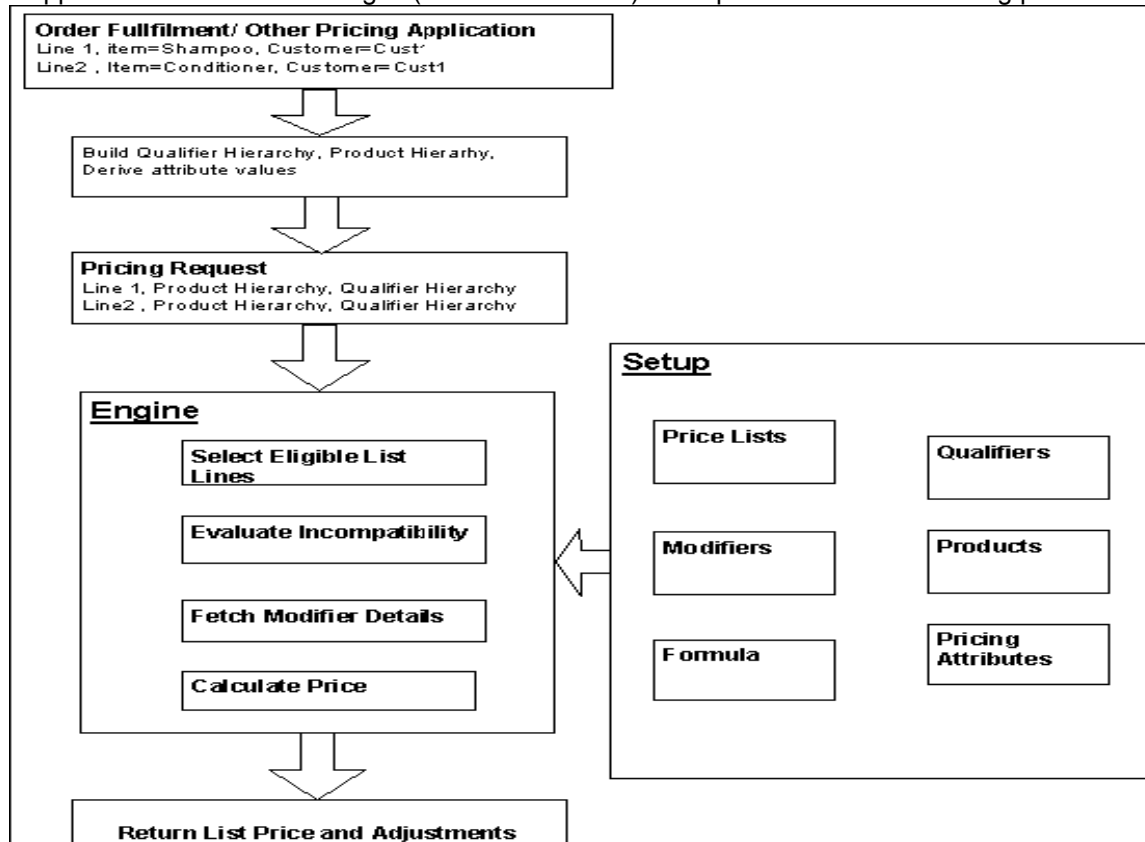 Order Fullfilment/ Other Pricing Application
Line 1, item=Shampoo, Customer=Cust1
Line2 , Item=Conditioner, Customer=Cust1
Build Qualifier Hierarchy, Product Hierarhy,
Derive attribute values
Pricing Request
Line 1, Product Hierarchy, Qualifier Hierarchy
Line2 , Product Hierarchy, Qualifier Hierarchy
Engine
Select Eligible List
Lines
Evaluate Incompatibility
Fetch Modifier Details
Calculate Price
Setup
Price Lists
Qualifiers
Modifiers
Products
Formula
Pricing
Attributes
Return List Price and Adjustments